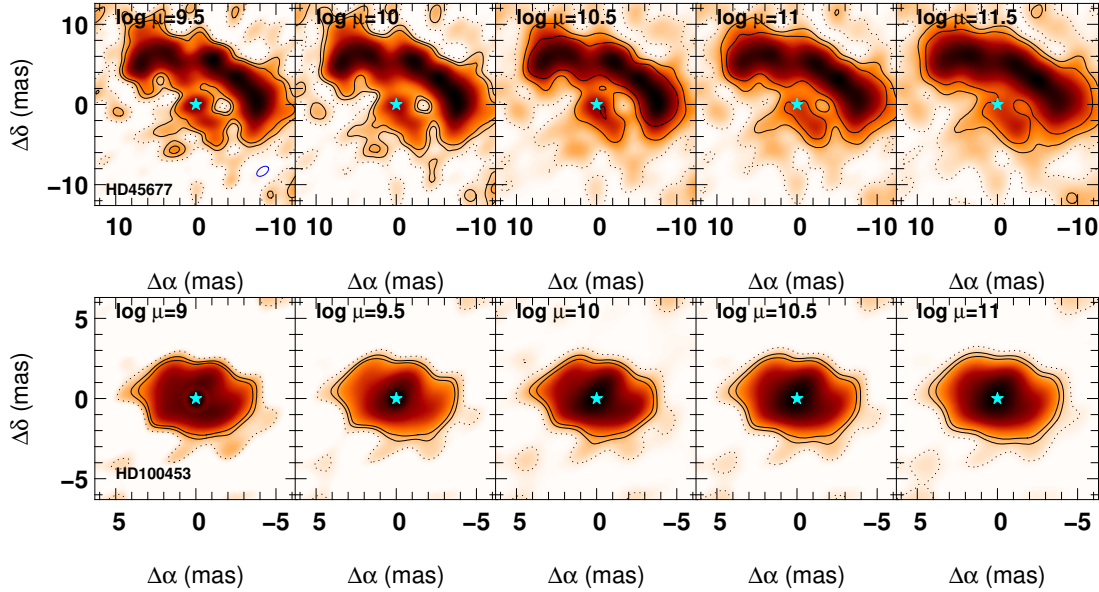 log μ=9.5 log μ=10 log μ=10.5 log μ=11 log μ=11.5
10
0
−10
Δδ (mas)
HD45677
10 0 −10 10 0 −10 10 0 −10 10 0 −10 10 0 −10
Δα (mas) Δα (mas) Δα (mas) Δα (mas) Δα (mas)
log μ=9 log μ=9.5 log μ=10 log μ=10.5 log μ=11
5
0
−5
Δδ (mas)
HD100453
5 0 −5 5 0 −5 5 0 −5 5 0 −5 5 0 −5
Δα (mas) Δα (mas) Δα (mas) Δα (mas) Δα (mas)